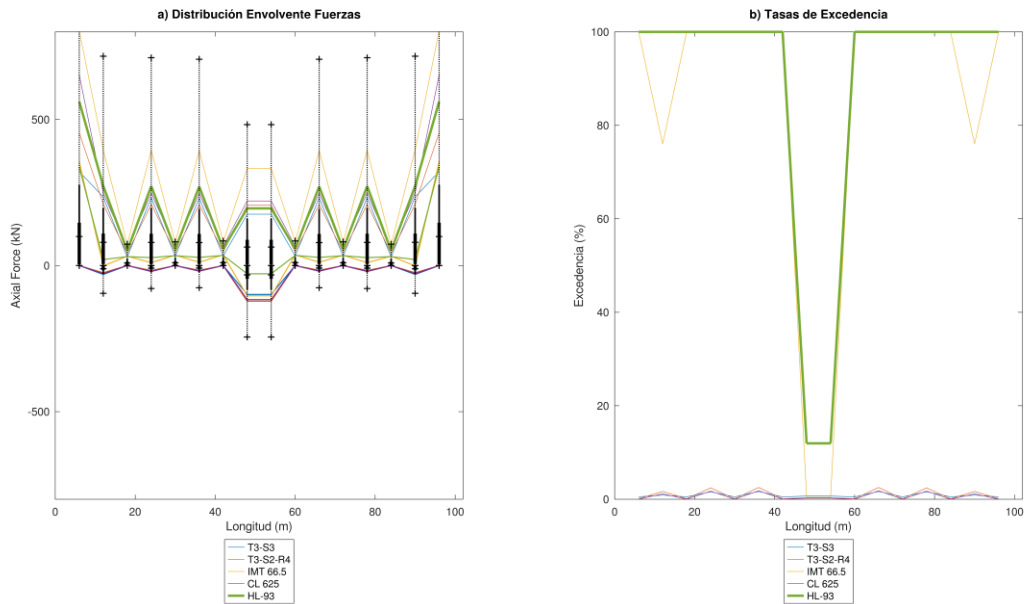 a) Distribución Envolvente Fuerzas
Axial Force (kN)
500
0
-500
0
20
40
60
80
100
Longitud (m)
T3-S3
T3-S2-R4
IMT 66.5
CL 625
HL-93
b) Tasas de Excedencia
Excedencia (%)
100
80
60
40
20
0
0
20
40
60
80
100
Longitud (m)
T3-S3
T3-S2-R4
IMT 66.5
CL 625
HL-93